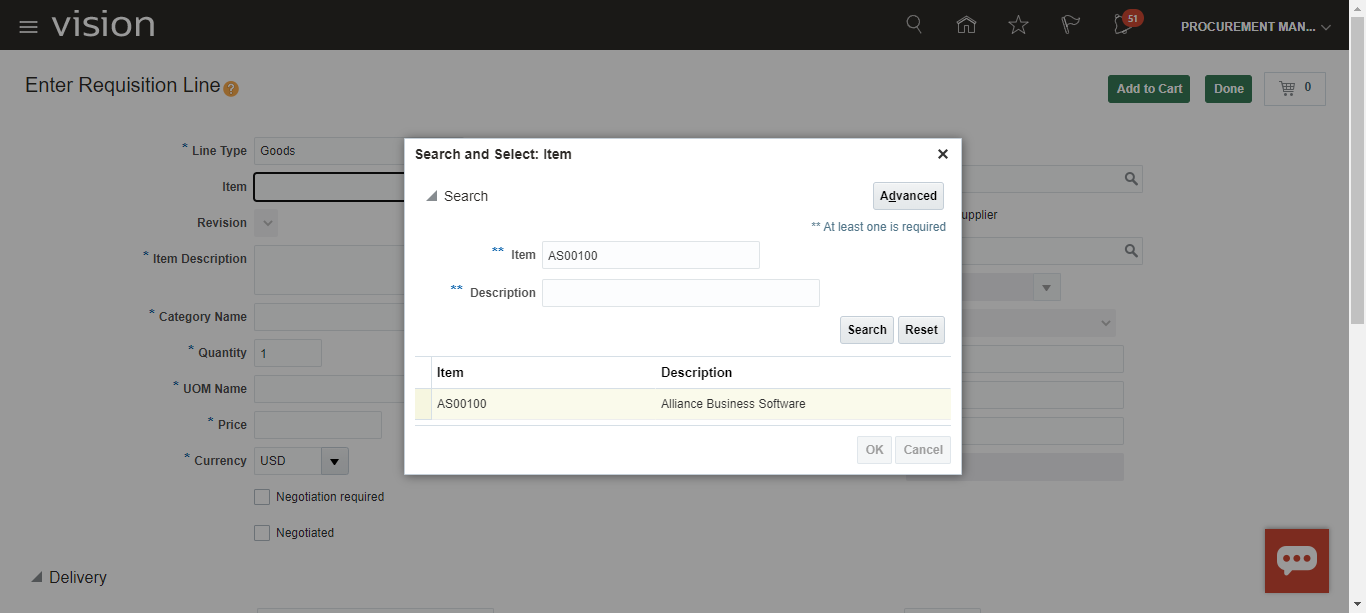 vision
51
PROCUREMENT MAN...
Enter Requisition Line
?
Add to Cart
Done
0
* Line Type Goods
Item
Revision
* Item Description
* Category Name
* Quantity 1
* UOM Name
* Price
* Currency USD
Negotiation required
Negotiated
Delivery
upplier
Search and Select: Item
Search
Advanced
** At least one is required
** Item AS00100
** Description
Search Reset
Item Description
AS00100 Alliance Business Software
OK Cancel